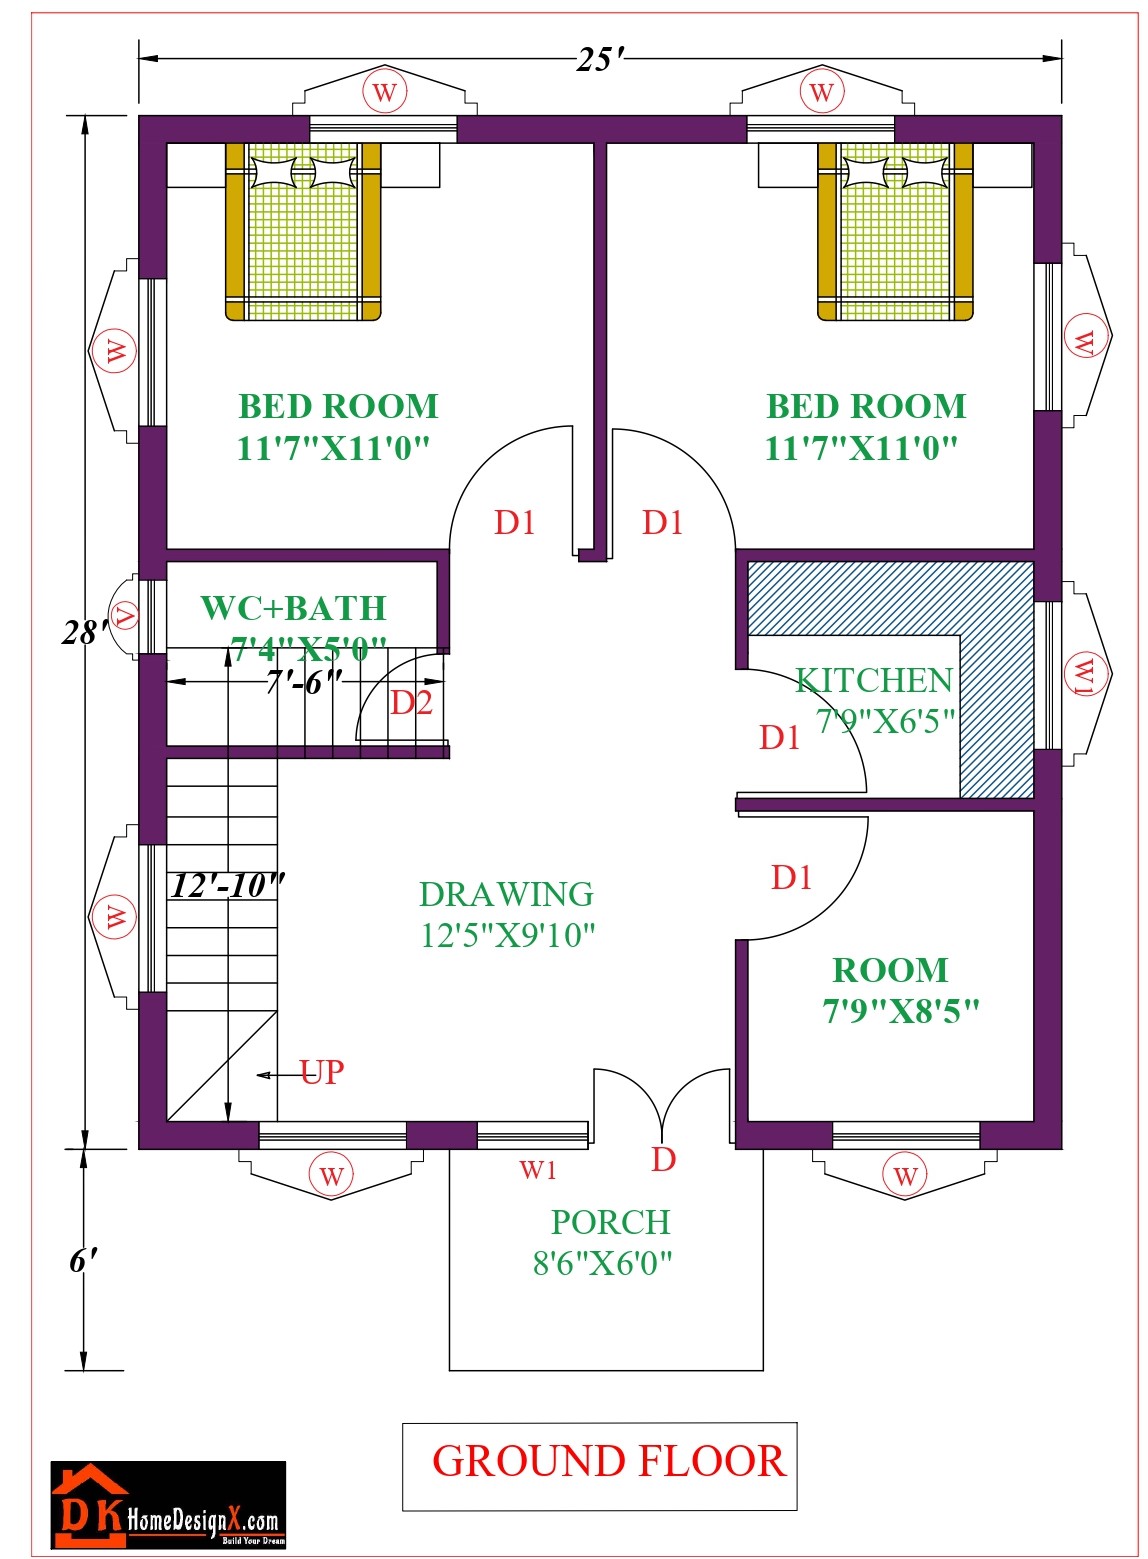 25'
W
W
W
W
BED ROOM
11'7"X11'0"
BED ROOM
11'7"X11'0"
D1
D1
V
WC+BATH
7'4"X5'0"
28'
7'-6"
D2
KITCHEN
7'9"X6'5"
W1
D1
12'-10"
W
DRAWING
12'5"X9'10"
D1
ROOM
7'9"X8'5"
UP
W
W1
D
W
PORCH
8'6"X6'0"
6'
GROUND FLOOR
DK HomeDesignX.com
Build Your Dream